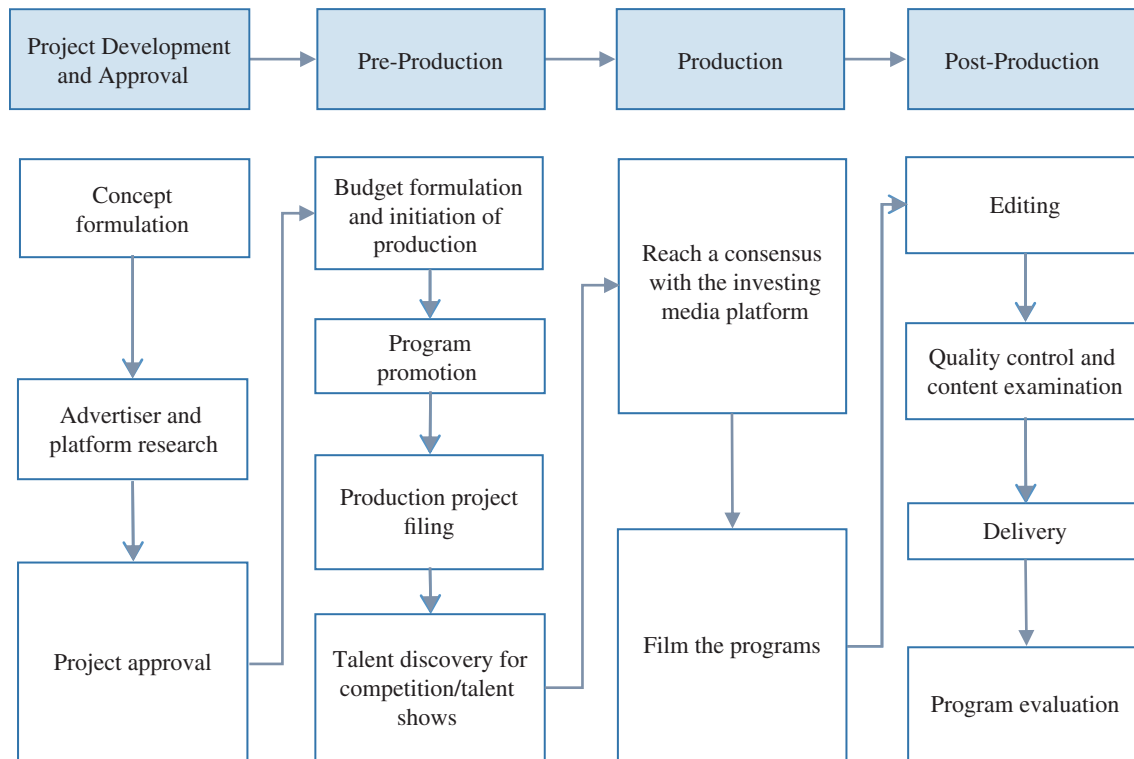 Project Development
and Approval
Pre-Production
Production
Post-Production
Concept
formulation
Advertiser and
platform research
Project approval
Budget formulation
and initiation of
production
Program
promotion
Production project
filing
Talent discovery for
competition/talent
shows
Reach a consensus
with the investing
media platform
Film the programs
Editing
Quality control and
content examination
Delivery
Program evaluation